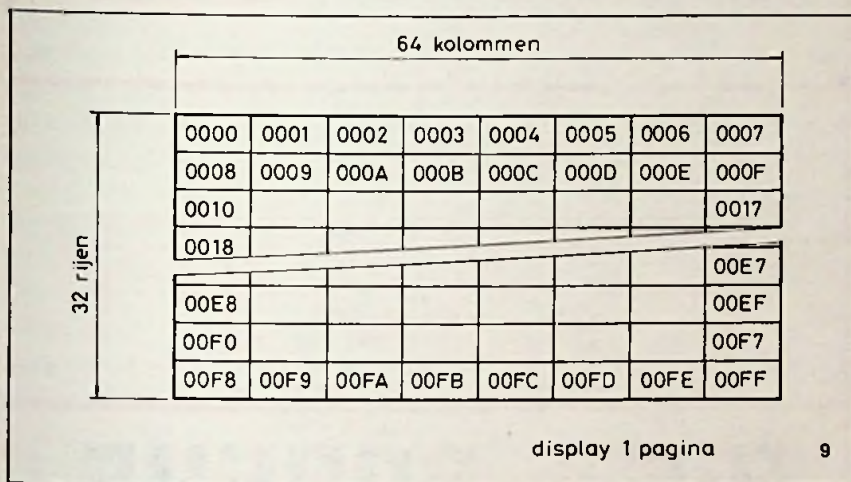 64 kolommen
32 rijen
0000 0001 0002 0003 0004 0005 0006 0007
0008 0009 000A 000B 000C 000D 000E 000F
0010 0017
0018
00E7
00E8 00EF
00F0 00F7
00F8 00F9 00FA 00FB 00FC 00FD 00FE 00FF
display 1 pagina 9